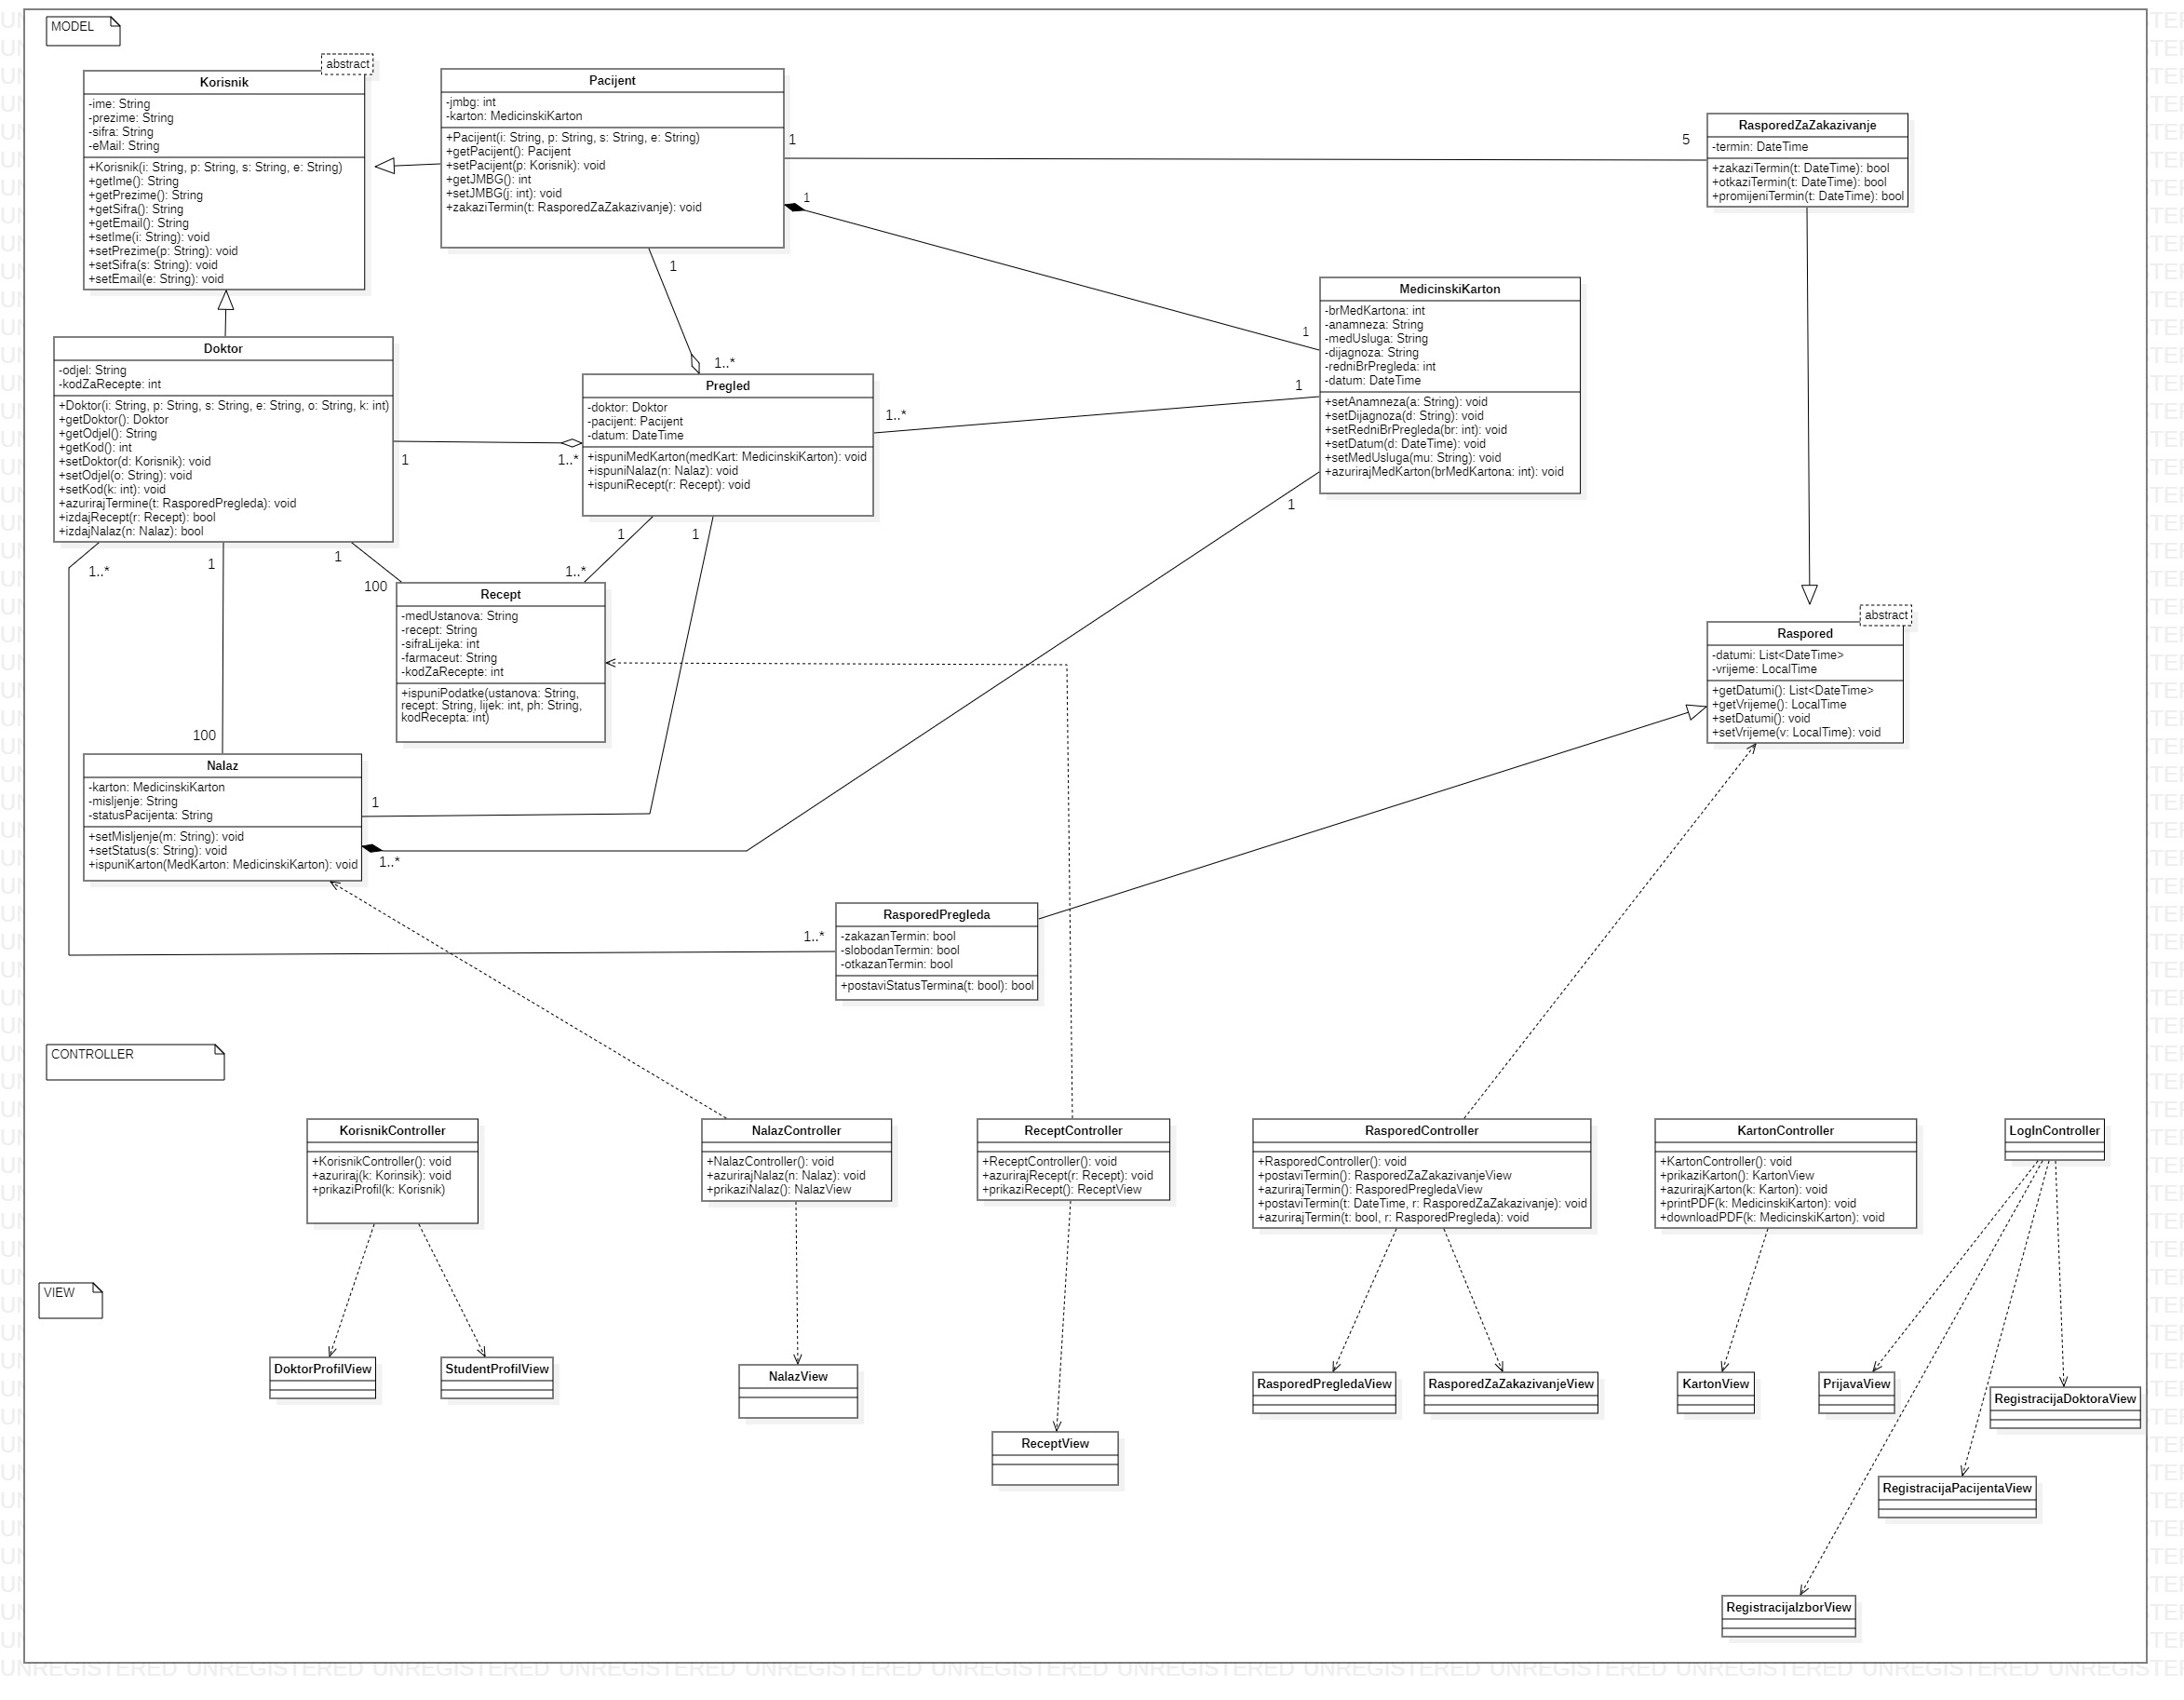 MODEL
abstract
Korisnik
-ime: String
-prezime: String
-sifra: String
-eMail: String
+Korisnik(i: String, p: String, s: String, e: String)
+getIme(): String
+getPrezime(): String
+getSifra(): String
+getEmail(): String
+setIme(i: String): void
+setPrezime(p: String): void
+setSifra(s: String): void
+setEmail(e: String): void
Pacijent
-jmbg: int
-karton: MedicinskiKarton
+Pacijent(i: String, p: String, s: String, e: String)
+getPacijent(): Pacijent
+setPacijent(p: Korisnik): void
+getJMBG(): int
+setJMBG(j: int): void
+zakaziTermin(t: RasporedZaZakazivanje): void
1
5
1
1
RasporedZaZakazivanje
-termin: DateTime
+zakaziTermin(t: DateTime): bool
+otkaziTermin(t: DateTime): bool
+promijeniTermin(t: DateTime): bool
MedicinskiKarton
-brMedKartona: int
-anamneza: String
-medUsluga: String
-dijagnoza: String
-redniBrPregleda: int
-datum: DateTime
+setAnamneza(a: String): void
+setDijagnoza(d: String): void
+setRedniBrPregleda(br: int): void
+setDatum(d: DateTime): void
+setMedUsluga(mu: String): void
+azurirajMedKarton(brMedKartona: int): void
1
1
1
Doktor
-odjel: String
-kodZaRecepte: int
+Doktor(i: String, p: String, s: String, e: String, o: String, k: int)
+getDoktor(): Doktor
+getOdjel(): String
+getKod(): int
+setDoktor(d: Korisnik): void
+setOdjel(o: String): void
+setKod(k: int): void
+azurirajTermine(t: RasporedPregleda): void
+izdajRecept(r: Recept): bool
+izdajNalaz(n: Nalaz): bool
1..*
1..*
Pregled
-doktor: Doktor
-pacijent: Pacijent
-datum: DateTime
+ispuniMedKarton(medKart: MedicinskiKarton): void
+ispuniNalaz(n: Nalaz): void
+ispuniRecept(r: Recept): void
1
1..*
1
1
1..*
1
1
100
1..*
Recept
-medUstanova: String
-recept: String
-sifraLijeka: int
-farmaceut: String
-kodZaRecepte: int
+ispuniPodatke(ustanova: String,
recept: String, lijek: int, ph: String,
kodRecepta: int)
abstract
Raspored
-datumi: List<DateTime>
-vrijeme: LocalTime
+getDatumi(): List<DateTime>
+getVrijeme(): LocalTime
+setDatumi(): void
+setVrijeme(v: LocalTime): void
100
Nalaz
-karton: MedicinskiKarton
-misljenje: String
-statusPacijenta: String
+setMisljenje(m: String): void
+setStatus(s: String): void
+ispuniKarton(MedKarton: MedicinskiKarton): void
1
1..*
1..*
RasporedPregleda
-zakazanTermin: bool
-slobodanTermin: bool
-otkazanTermin: bool
+postaviStatusTermina(t: bool): bool
CONTROLLER
KorisnikController
+KorisnikController(): void
+azuriraj(k: Korinsik): void
+prikaziProfil(k: Korisnik)
NalazController
+NalazController(): void
+azurirajNalaz(n: Nalaz): void
+prikaziNalaz(): NalazView
ReceptController
+ReceptController(): void
+azurirajRecept(r: Recept): void
+prikaziRecept(): ReceptView
RasporedController
+RasporedController(): void
+postaviTermin(): RasporedZaZakazivanjeView
+azurirajTermin(): RasporedPregledaView
+postaviTermin(t: DateTime, r: RasporedZaZakazivanje): void
+azurirajTermin(t: bool, r: RasporedPregleda): void
KartonController
+KartonController(): void
+prikaziKarton(): KartonView
+azurirajKarton(k: Karton): void
+printPDF(k: MedicinskiKarton): void
+downloadPDF(k: MedicinskiKarton): void
LogInController
VIEW
DoktorProfilView
StudentProfilView
NalazView
ReceptView
RasporedPregledaView
RasporedZaZakazivanjeView
KartonView
PrijavaView
RegistracijaDoktoraView
RegistracijaPacijentaView
RegistracijaIzborView
UNREGISTERED UNREGISTERED UNREGISTERED UNREGISTERED UNREGISTERED UNREGISTERED UNREGISTERED UNREGISTERED UNREGISTERED UNREGISTERED UNREGISTERED